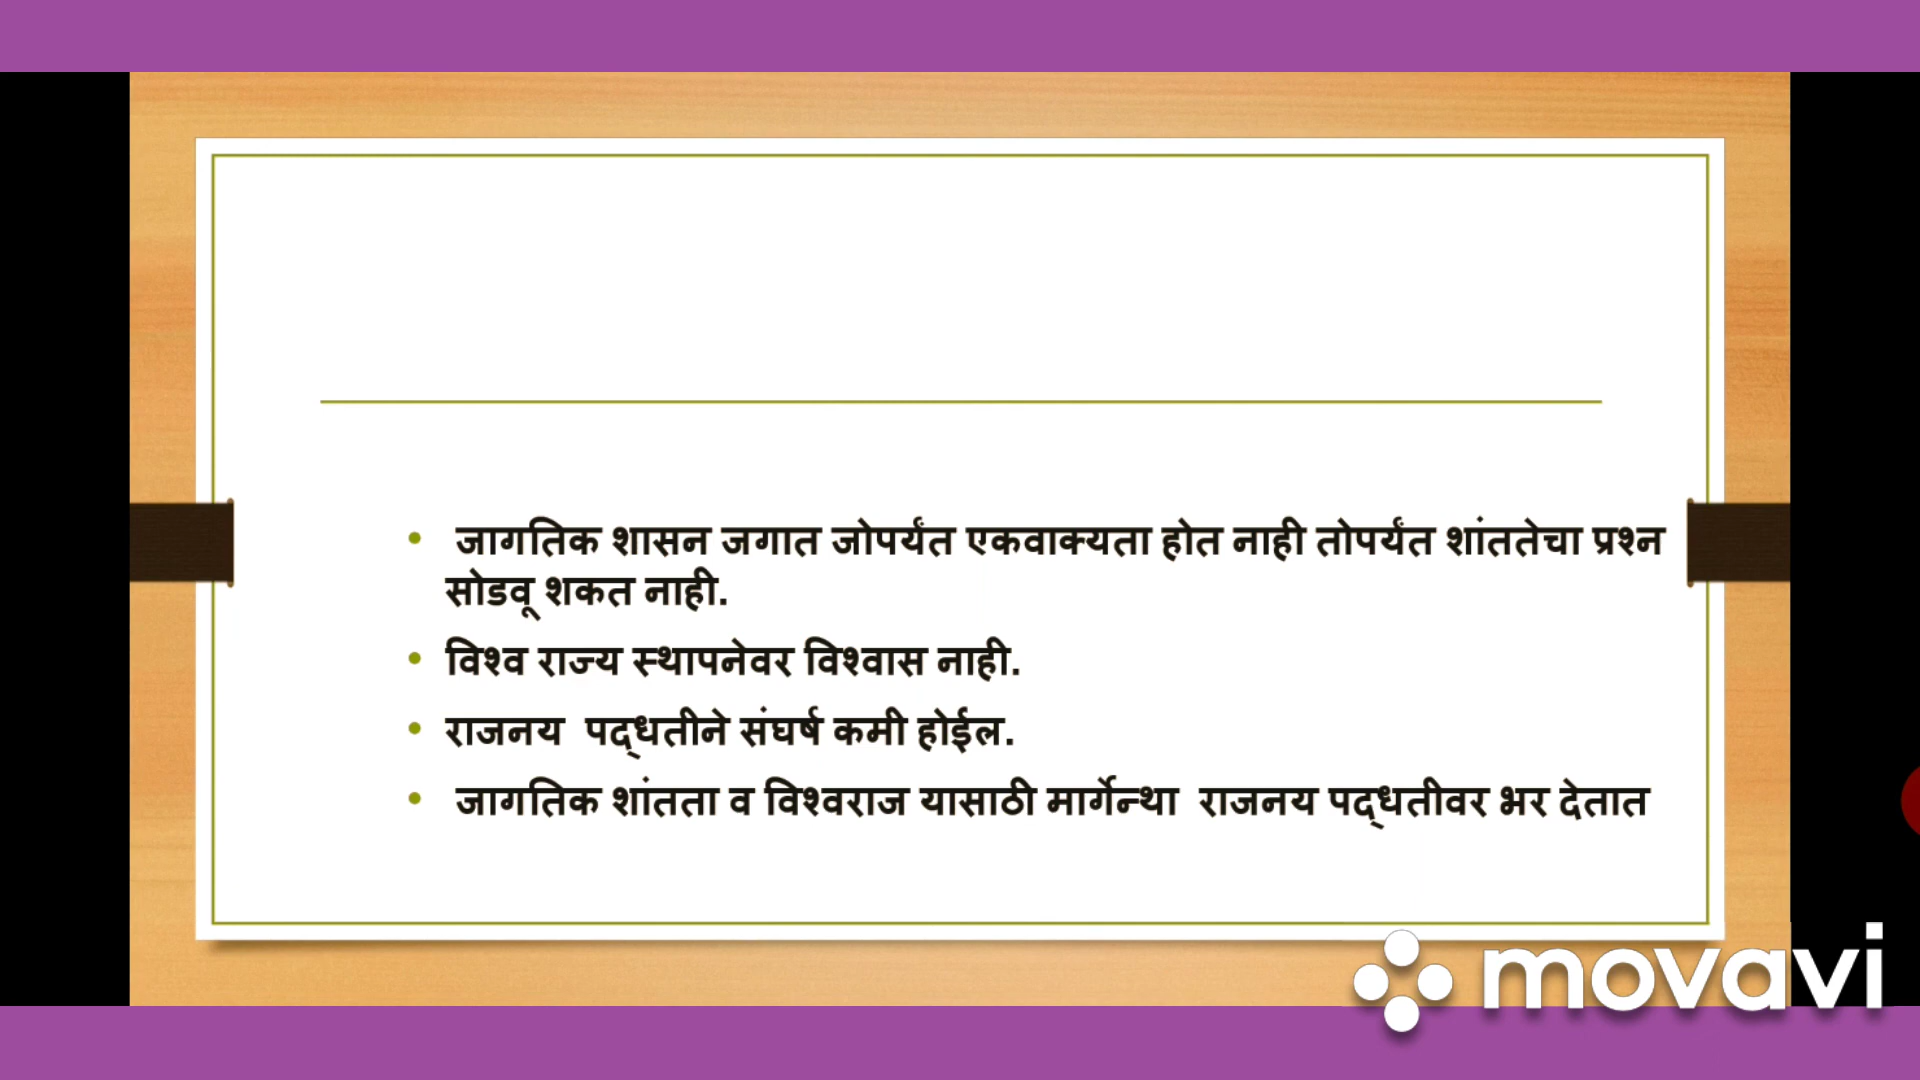 • जागतिक शासन जगात जोपर्यंत एकवाक्यता होत नाही तोपर्यंत शांततेचा प्रश्न
सोडवू शकत नाही.
• विश्व राज्य स्थापनेवर विश्वास नाही.
• राजनय पद्धतीने संघर्ष कमी होईल.
• जागतिक शांतता व विश्वराज यासाठी मार्गेन्था राजनय पद्धतीवर भर देतात
movavi